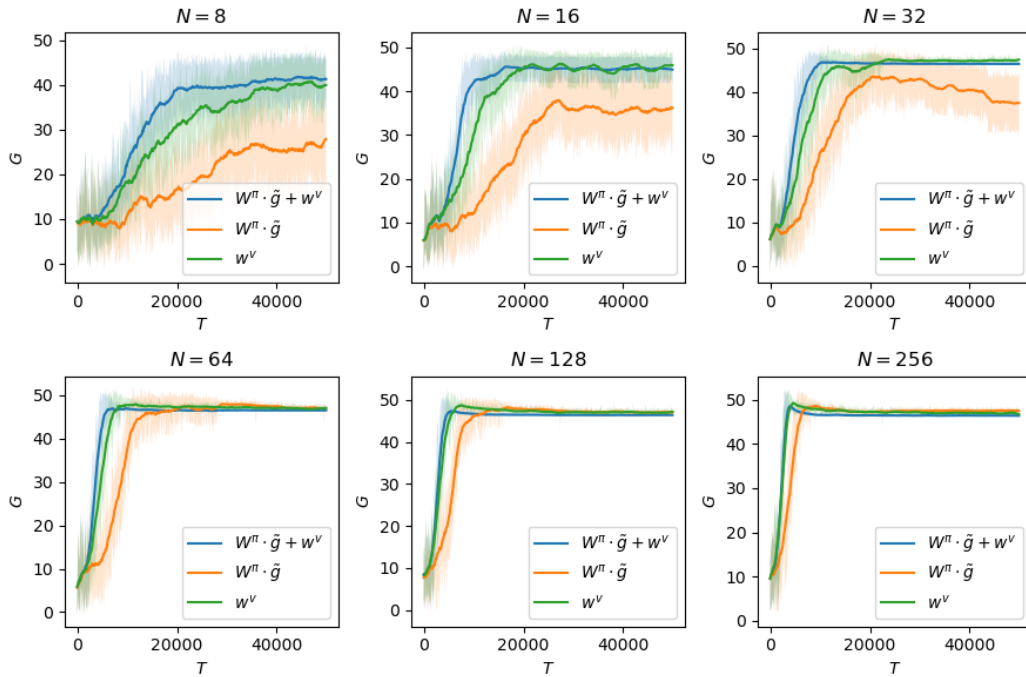 N = 8
50
40
30
20
10
0
G
0 20000 40000
T
W^π · g̃ + w^v
W^π · g̃
w^v
N = 16
50
40
30
20
10
0
G
0 20000 40000
T
W^π · g̃ + w^v
W^π · g̃
w^v
N = 32
50
40
30
20
10
0
G
0 20000 40000
T
W^π · g̃ + w^v
W^π · g̃
w^v
N = 64
50
40
30
20
10
0
G
0 20000 40000
T
W^π · g̃ + w^v
W^π · g̃
w^v
N = 128
50
40
30
20
10
0
G
0 20000 40000
T
W^π · g̃ + w^v
W^π · g̃
w^v
N = 256
50
40
30
20
10
0
G
0 20000 40000
T
W^π · g̃ + w^v
W^π · g̃
w^v